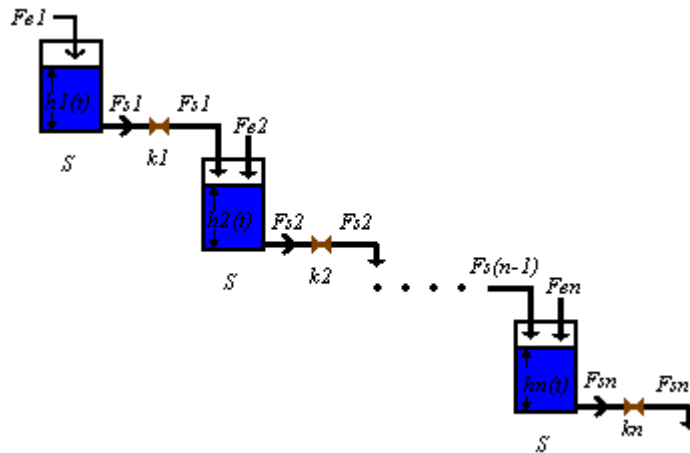 Fe1
h1(t)
Fs1 Fs1
S
k1
Fe2
h2(t)
Fs2 Fs2
S
k2
Fs(n-1)
Fen
hn(t)
Fsn Fsn
S
kn